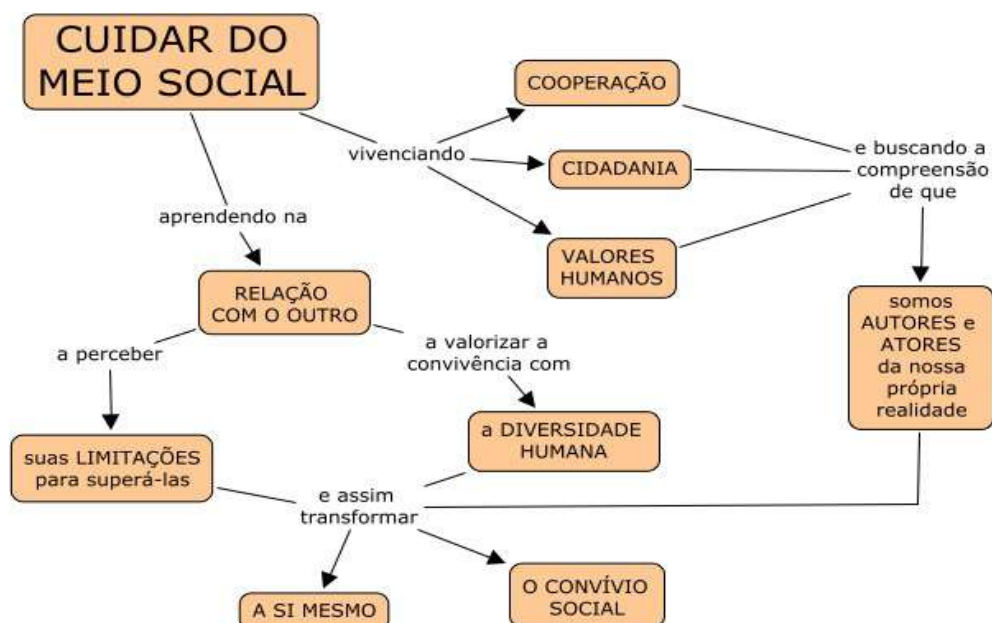 CUIDAR DO
MEIO SOCIAL
vivenciando
COOPERAÇÃO
CIDADANIA
VALORES
HUMANOS
e buscando a
compreensão
de que
somos
AUTORES e
ATORES
da nossa
própria
realidade
aprendendo na
RELAÇÃO
COM O OUTRO
a perceber
suas LIMITAÇÕES
para superá-las
a valorizar a
convivência com
a DIVERSIDADE
HUMANA
e assim
transformar
A SI MESMO
O CONVÍVIO
SOCIAL